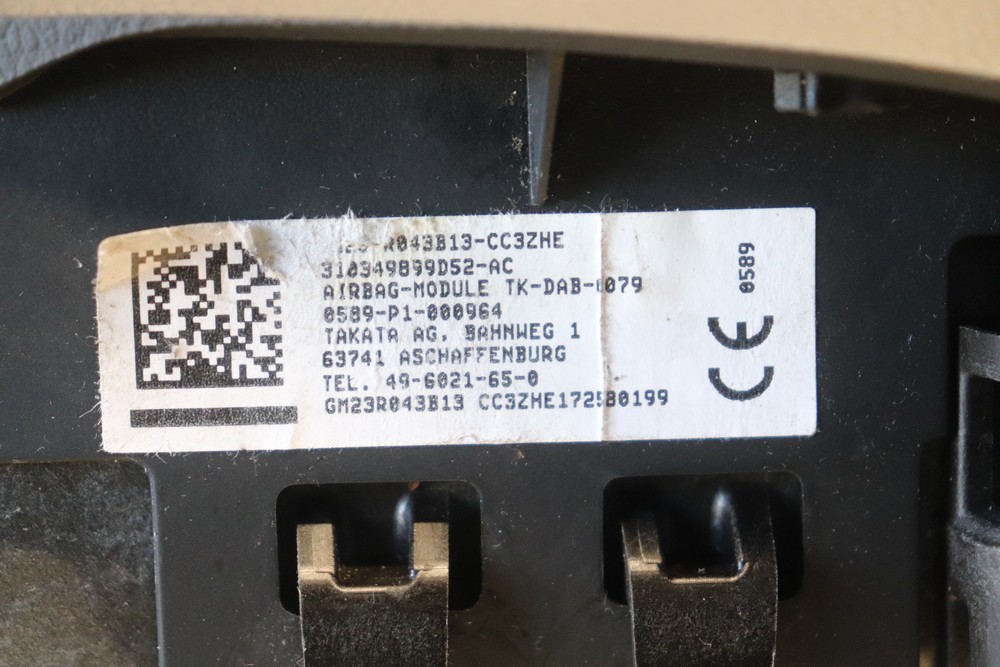 R043B13-CC3ZHE
310349899D52-AC
AIRBAG-MODULE TK-DAB-0079
0589-P1-000964
TAKATA AG, BAHNWEG 1
63741 ASCHAFFENBURG
TEL. 49-6021-65-0
GM23R043B13 CC3ZHE172580199
0589
CE